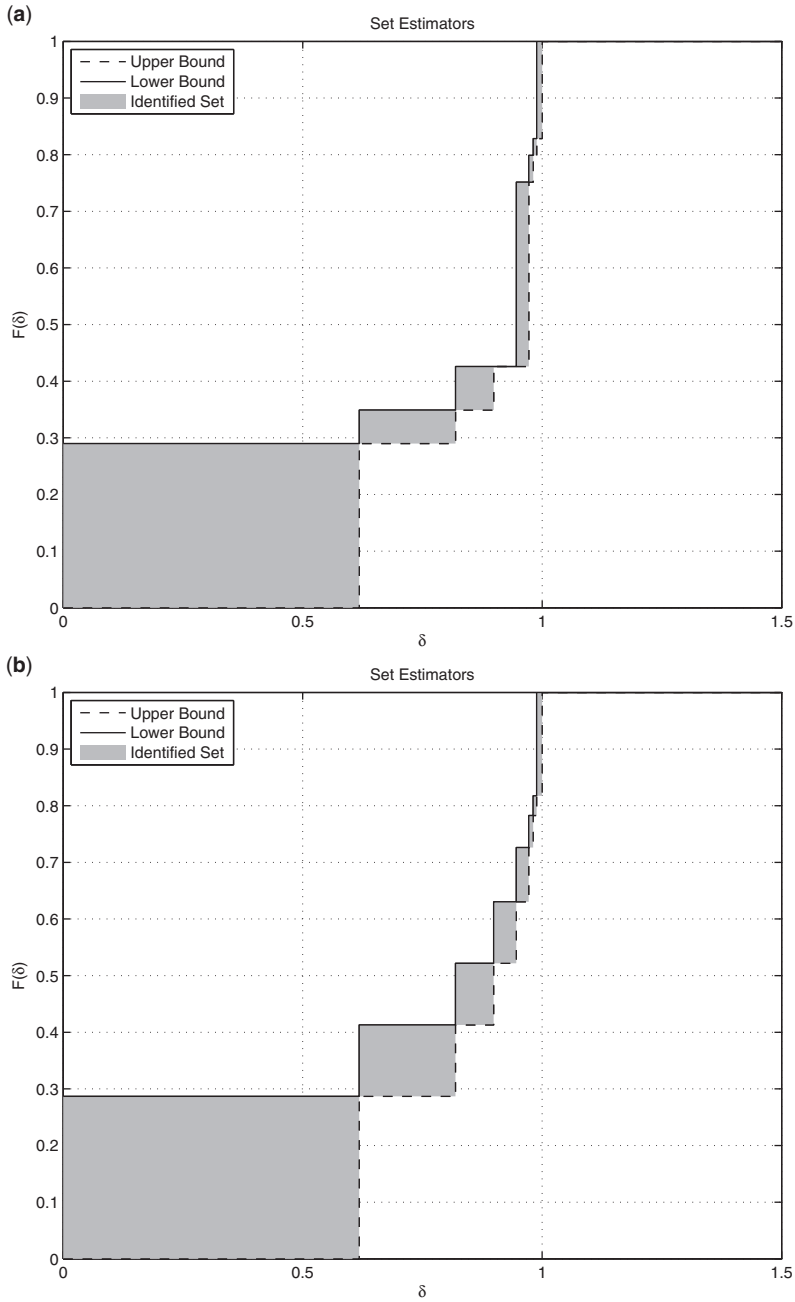 (a)
Set Estimators
Upper Bound
Lower Bound
Identified Set
1
0.9
0.8
0.7
0.6
0.5
0.4
0.3
0.2
0.1
0
F(δ)
0 0.5 1 1.5
δ
(b)
Set Estimators
Upper Bound
Lower Bound
Identified Set
1
0.9
0.8
0.7
0.6
0.5
0.4
0.3
0.2
0.1
0
F(δ)
0 0.5 1 1.5
δ